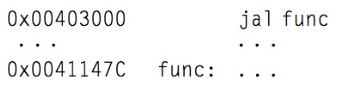 0x00403000 jal func
... ...
0x0041147C func: ...